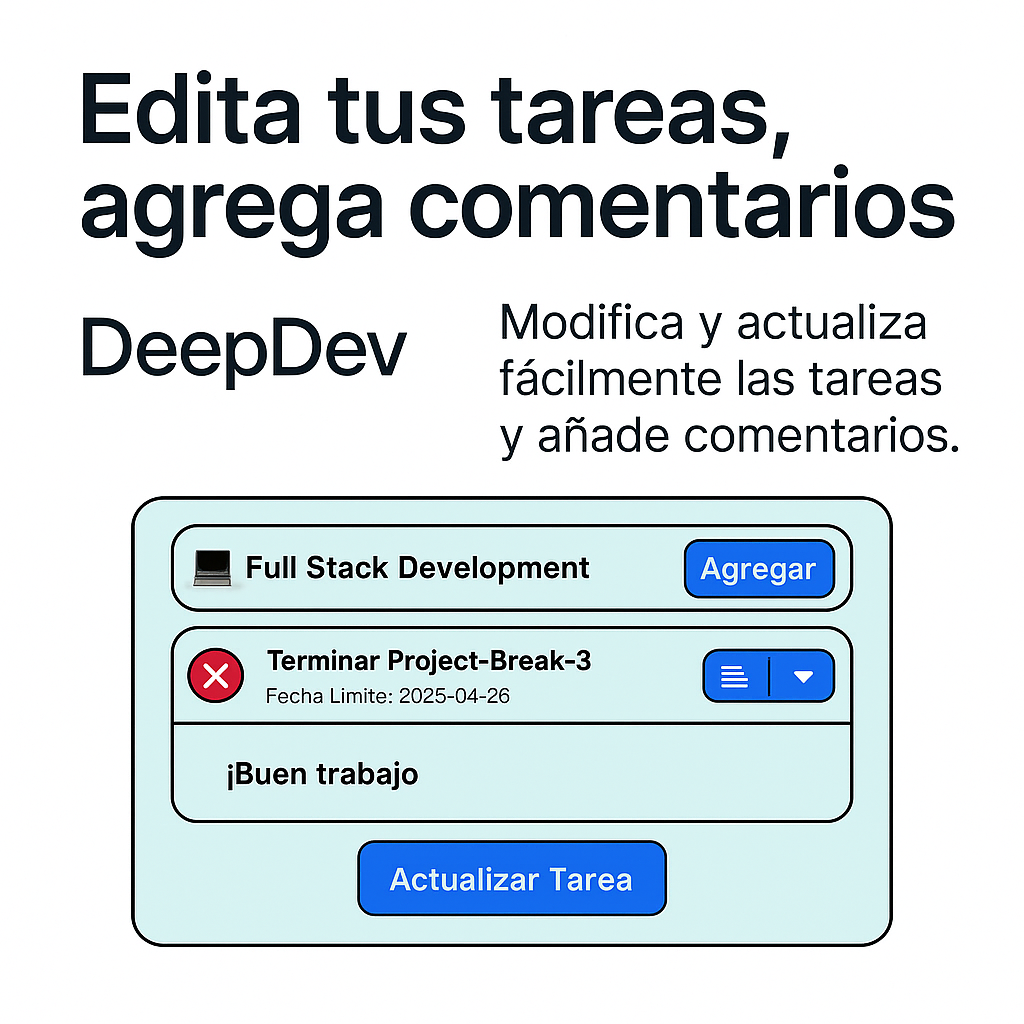 Edita tus tareas,
agrega comentarios
DeepDev
Modifica y actualiza
fácilmente las tareas
y añade comentarios.
Full Stack Development
Agregar
Terminar Project-Break-3
Fecha Limite: 2025-04-26
¡Buen trabajo
Actualizar Tarea